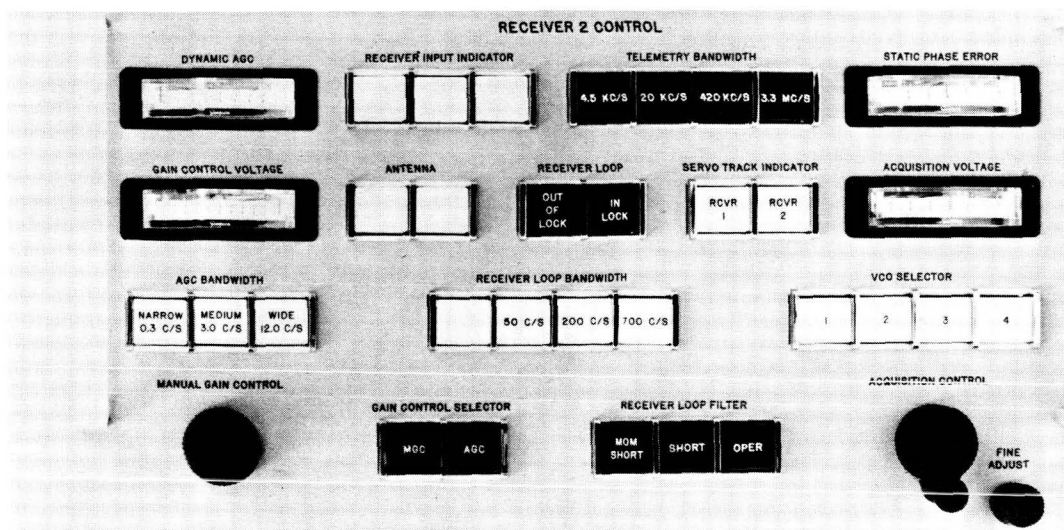 RECEIVER 2 CONTROL
DYNAMIC AGC
RECEIVER INPUT INDICATOR
TELEMETRY BANDWIDTH
STATIC PHASE ERROR
4.5 KC/S
20 KC/S
420 KC/S
3.3 MC/S
GAIN CONTROL VOLTAGE
ANTENNA
RECEIVER LOOP
SERVO TRACK INDICATOR
ACQUISITION VOLTAGE
OUT
OF
LOCK
IN
LOCK
RCVR
1
RCVR
2
AGC BANDWIDTH
RECEIVER LOOP BANDWIDTH
VCO SELECTOR
NARROW
0.3 C/S
MEDIUM
3.0 C/S
WIDE
12.0 C/S
50 C/S
200 C/S
700 C/S
1
2
3
4
MANUAL GAIN CONTROL
GAIN CONTROL SELECTOR
RECEIVER LOOP FILTER
ACQUISITION CONTROL
MGC
AGC
MOM
SHORT
SHORT
OPER
FINE
ADJUST